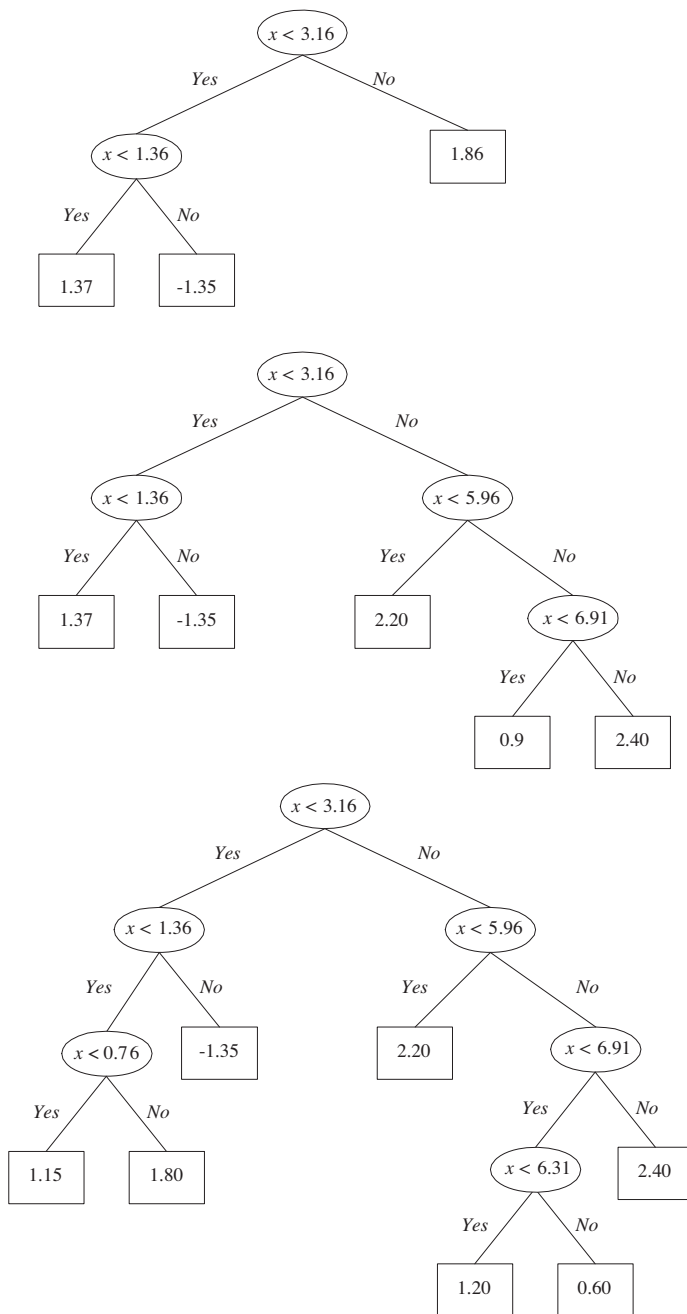 x < 3.16
Yes No
x < 1.36 1.86
Yes No
1.37 -1.35
x < 3.16
Yes No
x < 1.36 x < 5.96
Yes No Yes No
1.37 -1.35 2.20 x < 6.91
Yes No
0.9 2.40
x < 3.16
Yes No
x < 1.36 x < 5.96
Yes No Yes No
x < 0.76 -1.35 2.20 x < 6.91
Yes No Yes No
1.15 1.80 x < 6.31 2.40
Yes No
1.20 0.60